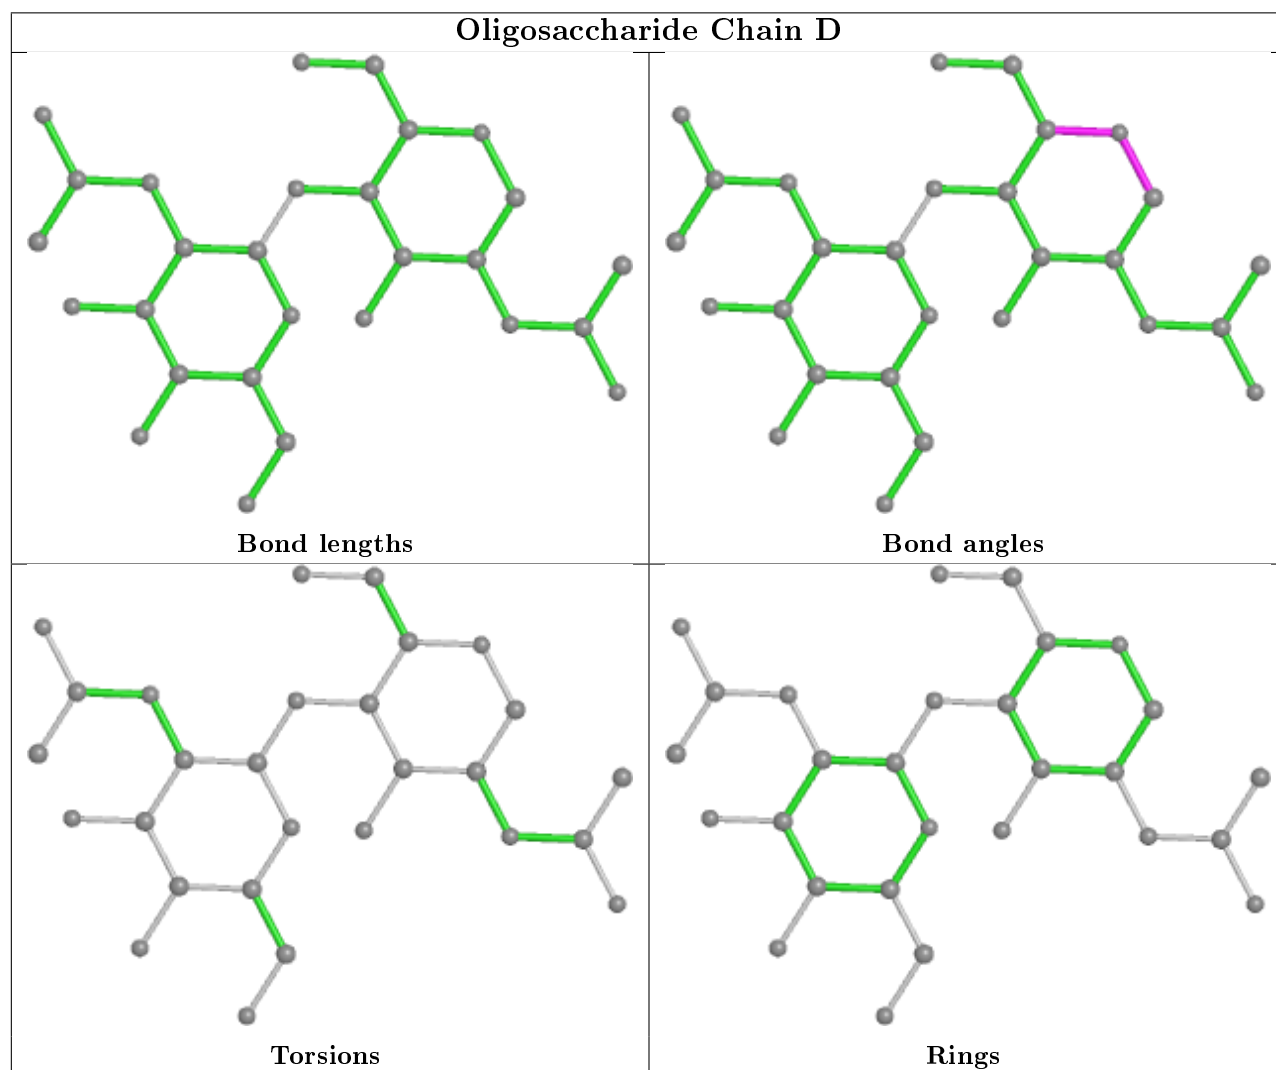 Oligosaccharide Chain D
Bond lengths
Bond angles
Torsions
Rings